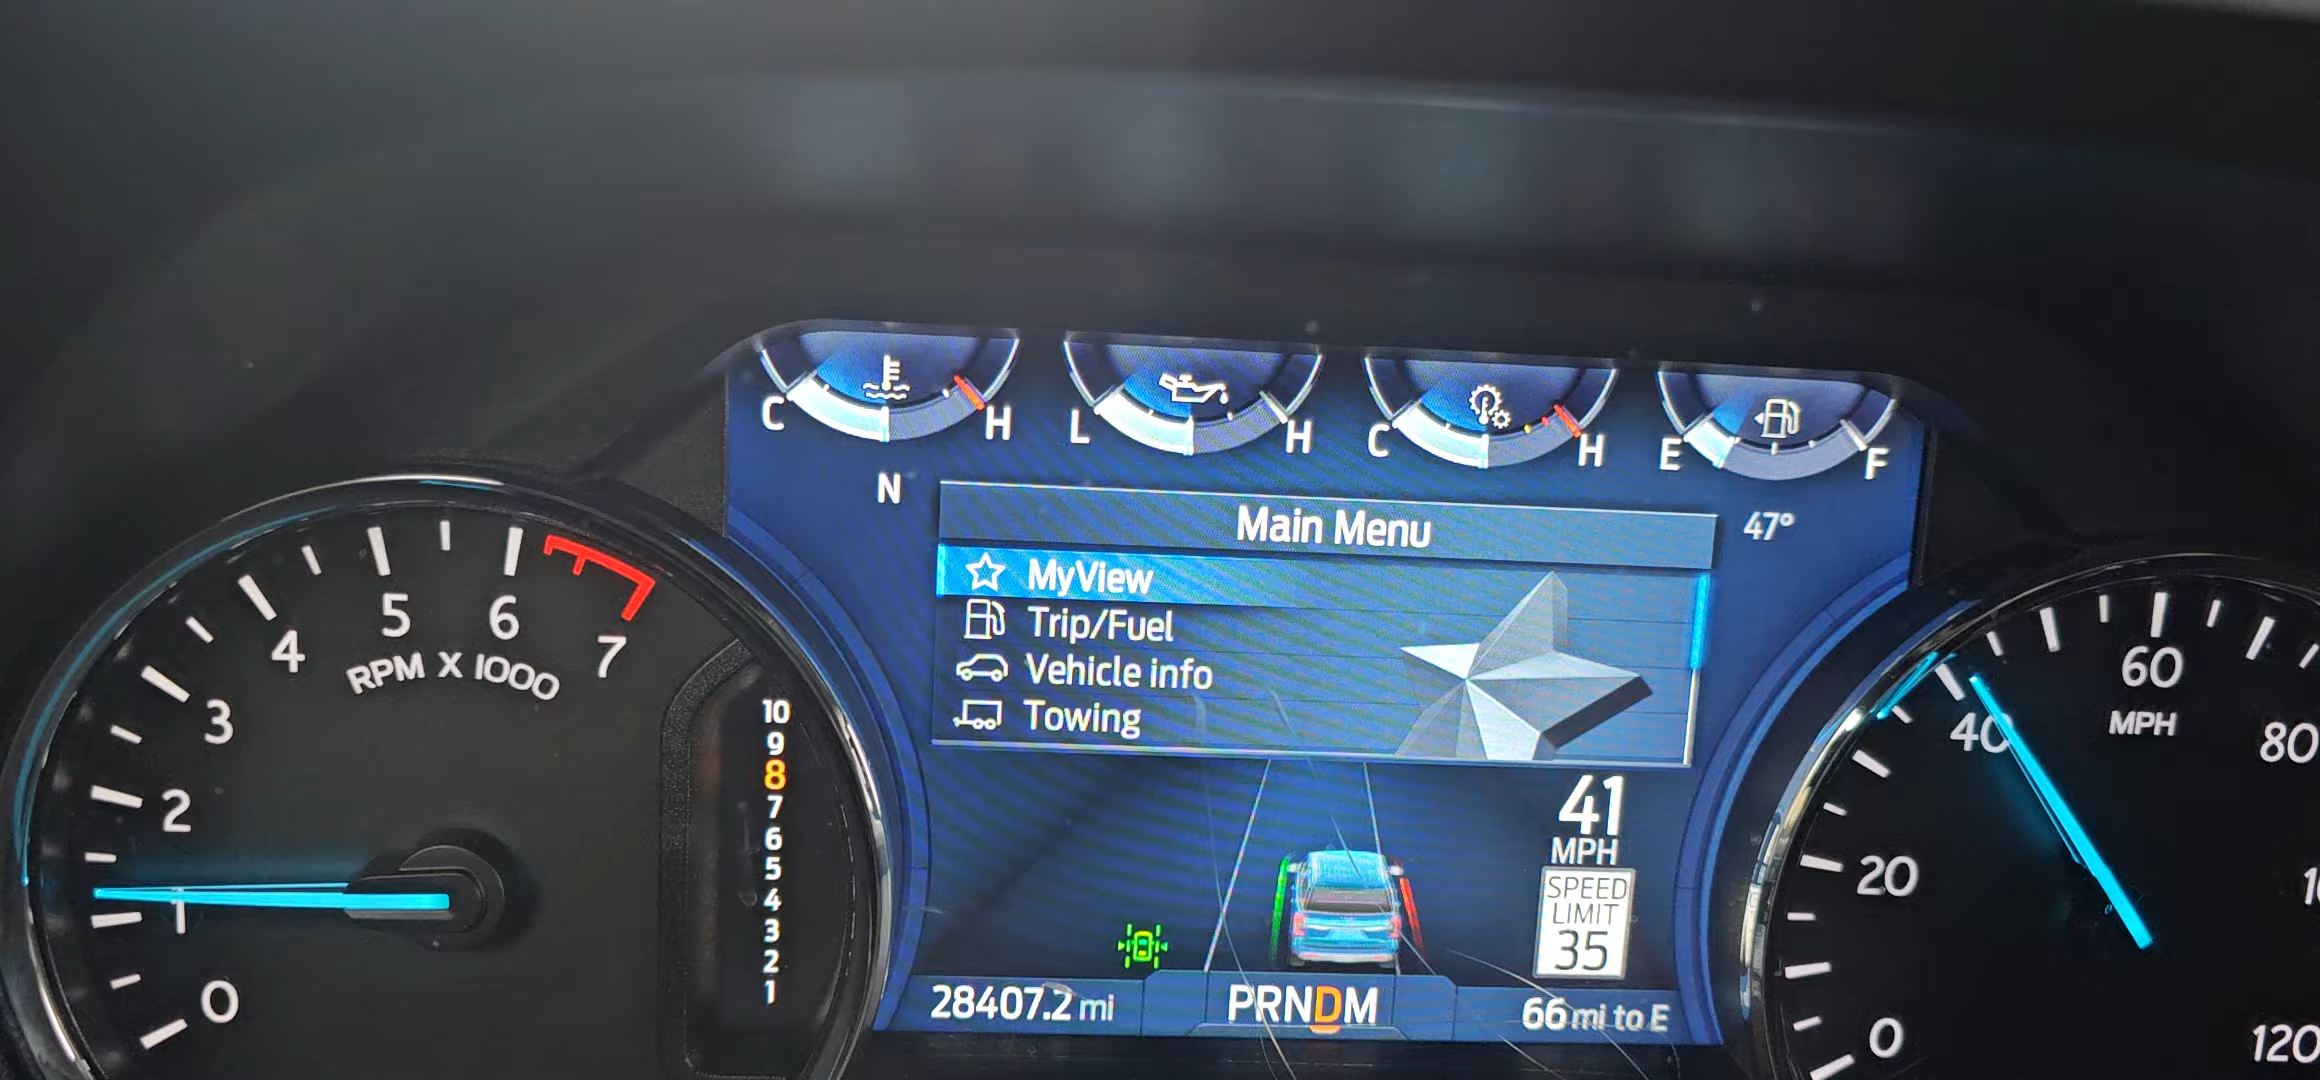 C H
L H
C H
E F
N
47°
Main Menu
MyView
Trip/Fuel
Vehicle info
Towing
0
1
2
3
4
5
6
7
RPM X 1000
10
9
8
7
6
5
4
3
2
1
41
MPH
SPEED
LIMIT
35
28407.2 mi
PRNDM
66 mi to E
0
20
40
60
80
120
MPH